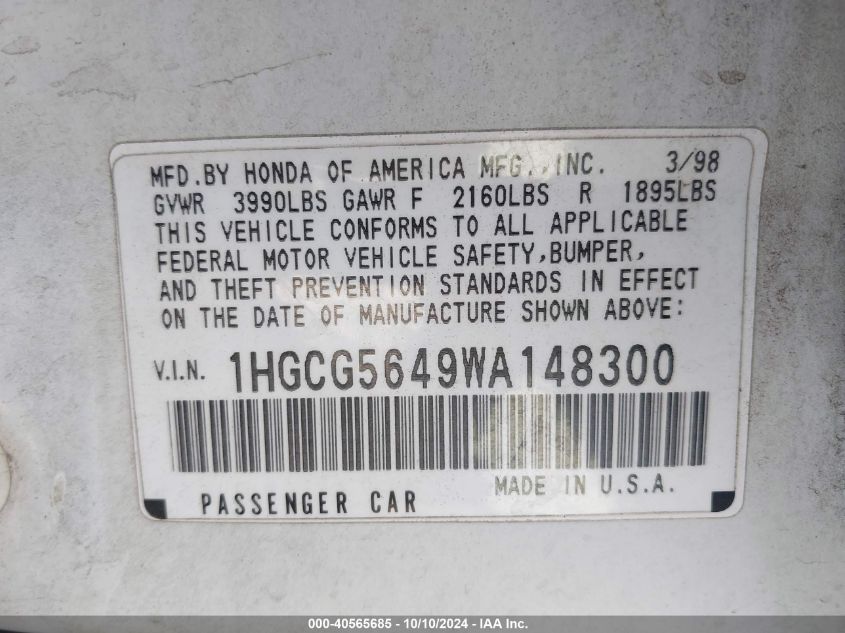 MFD.BY HONDA OF AMERICA MFG.,INC. 3/98
GVWR 3990LBS GAWR F 2160LBS R 1895LBS
THIS VEHICLE CONFORMS TO ALL APPLICABLE
FEDERAL MOTOR VEHICLE SAFETY,BUMPER,
AND THEFT PREVENTION STANDARDS IN EFFECT
ON THE DATE OF MANUFACTURE SHOWN ABOVE:
V.I.N. 1HGCG5649WA148300
PASSENGER CAR MADE IN U.S.A.
000-40565685 - 10/10/2024 - IAA Inc.